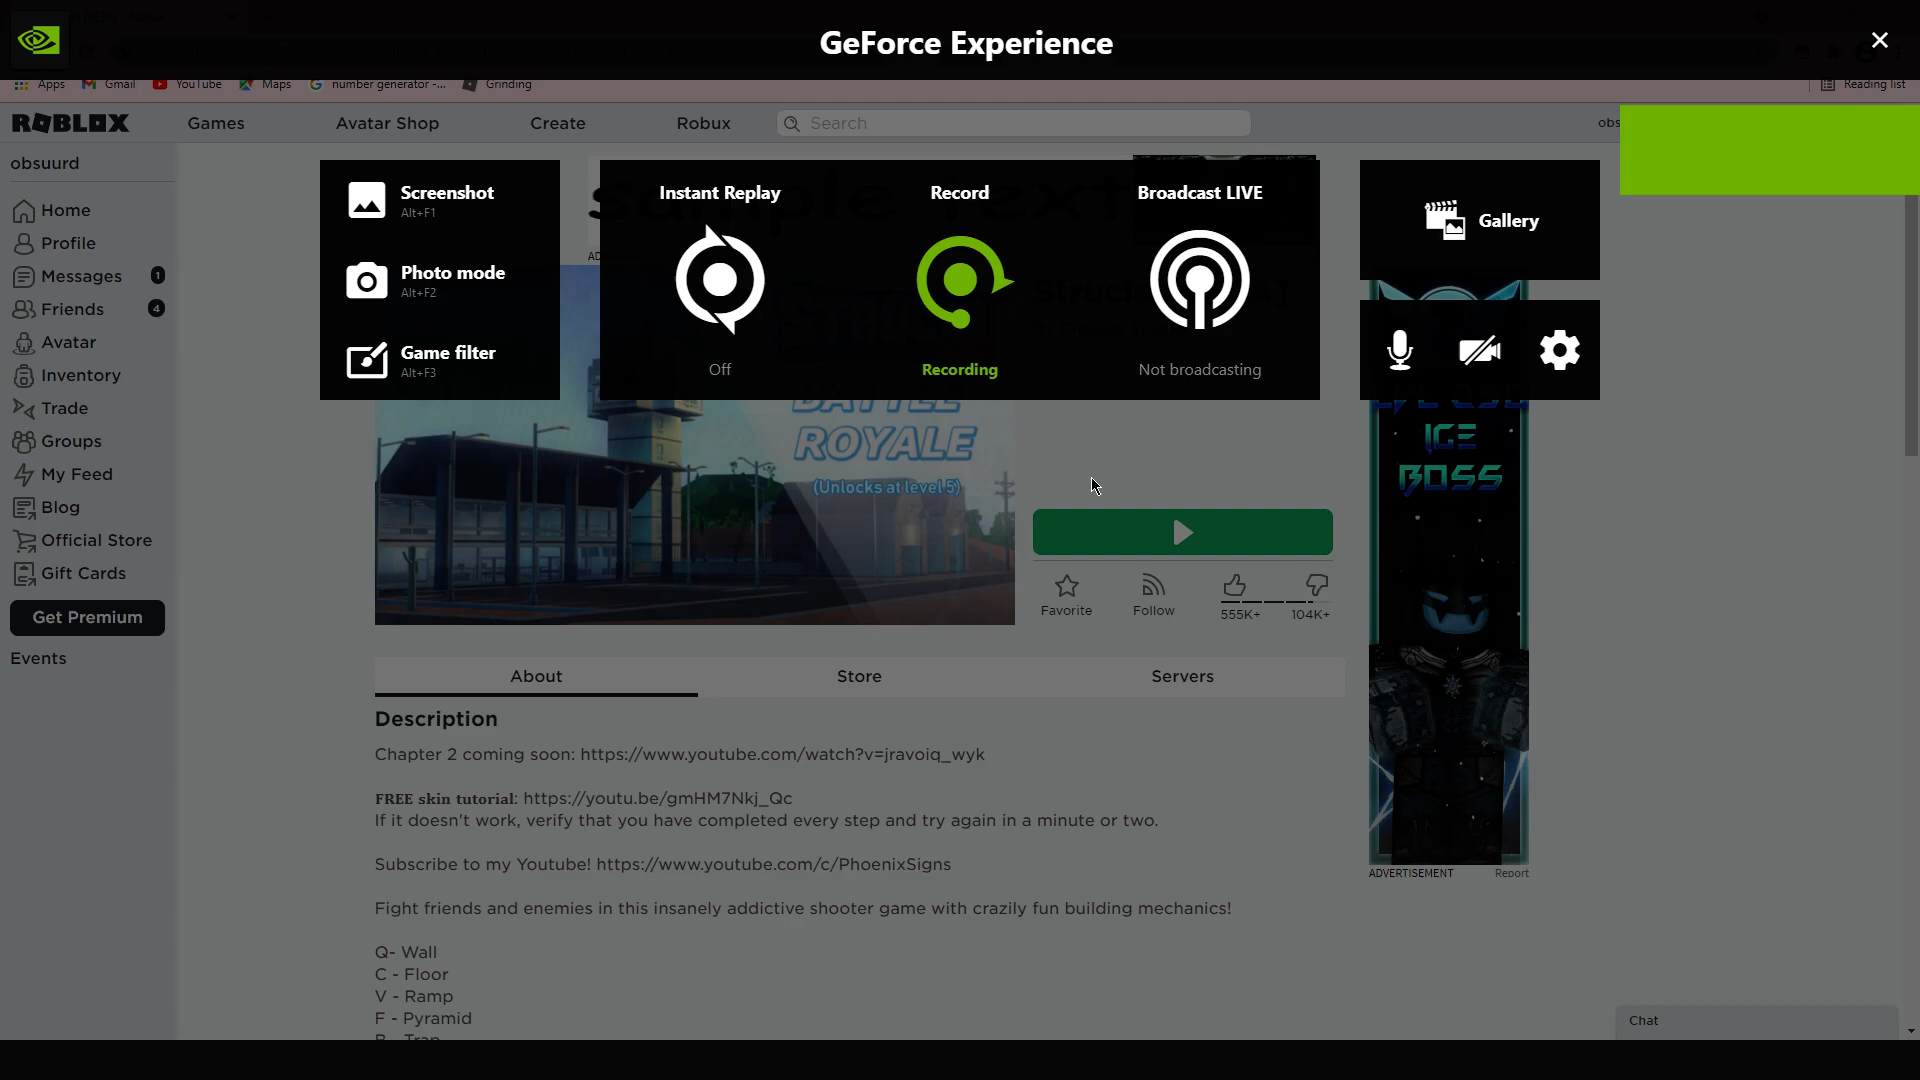 GeForce Experience
Apps Gmail YouTube Maps number generator -... Grinding Reading list
ROBLOX Games Avatar Shop Create Robux Search obs
obsuurd
Home
Profile
Messages 1
Friends 4
Avatar
Inventory
Trade
Groups
My Feed
Blog
Official Store
Gift Cards
Get Premium
Events
Screenshot
Alt+F1
Photo mode
Alt+F2
Game filter
Alt+F3
sample text
Instant Replay
Off
Record
Recording
Broadcast LIVE
Not broadcasting
Gallery
BATTLE
ROYALE
(Unlocks at level 5)
ICE
BOSS
Favorite
Follow
555K+
104K+
About Store Servers
Description
Chapter 2 coming soon: https://www.youtube.com/watch?v=jravoiq_wyk
FREE skin tutorial: https://youtu.be/gmHM7Nkj_Qc
If it doesn't work, verify that you have completed every step and try again in a minute or two.
Subscribe to my Youtube! https://www.youtube.com/c/PhoenixSigns
ADVERTISEMENT Report
Fight friends and enemies in this insanely addictive shooter game with crazily fun building mechanics!
Q- Wall
C - Floor
V - Ramp
F - Pyramid
Chat